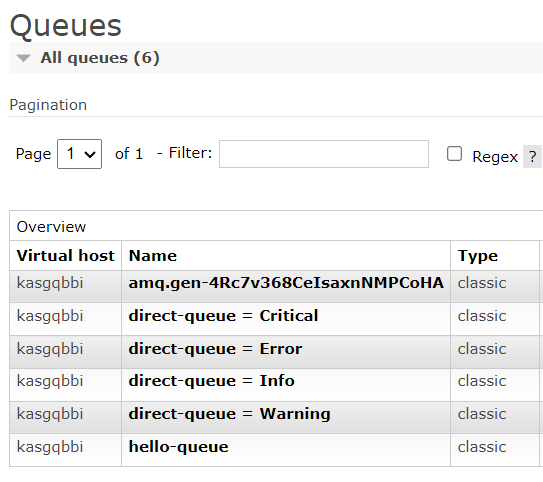 Queues
All queues (6)
Pagination
Page 1 of 1 - Filter: Regex ?
Overview
Virtual host Name Type
kasgqbbi amq.gen-4Rc7v368CeIsaxnNMPCoHA classic
kasgqbbi direct-queue = Critical classic
kasgqbbi direct-queue = Error classic
kasgqbbi direct-queue = Info classic
kasgqbbi direct-queue = Warning classic
kasgqbbi hello-queue classic